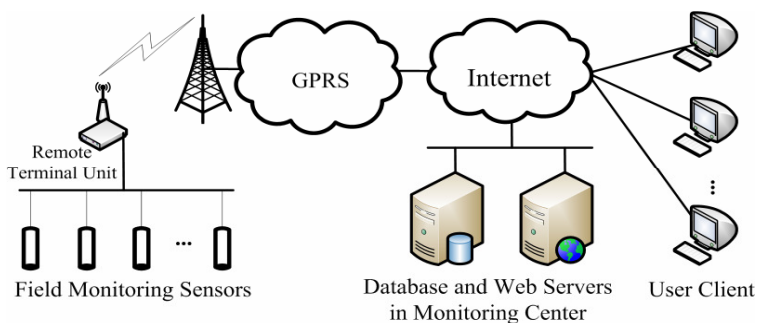 GPRS
Internet
Remote
Terminal Unit
...
...
Field Monitoring Sensors
Database and Web Servers
in Monitoring Center
User Client